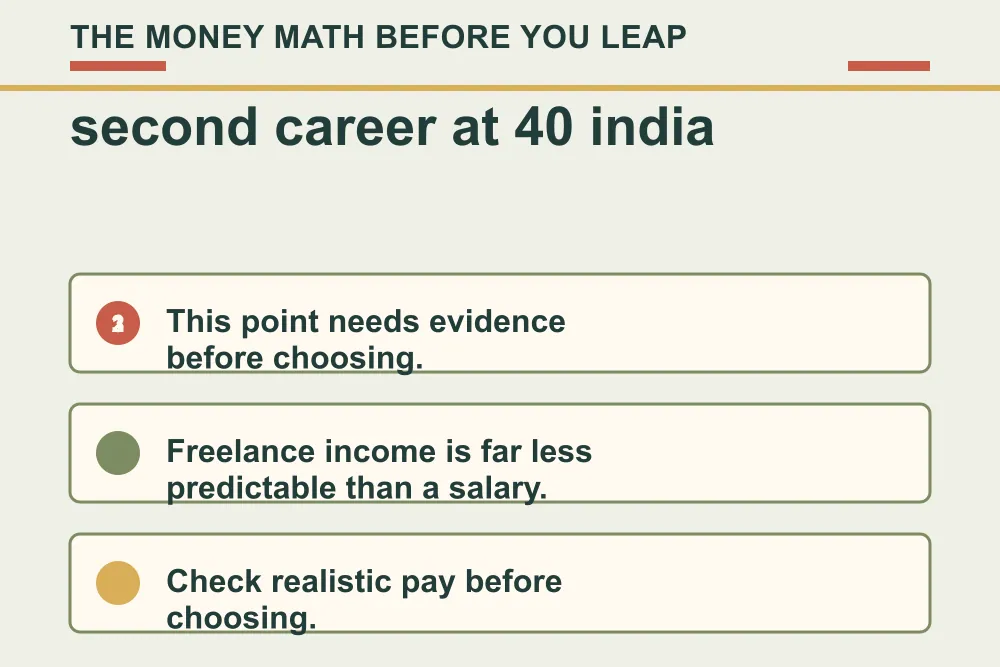 THE MONEY MATH BEFORE YOU LEAP
second career at 40 india
This point needs evidence
before choosing.
Freelance income is far less
predictable than a salary.
Check realistic pay before
choosing.